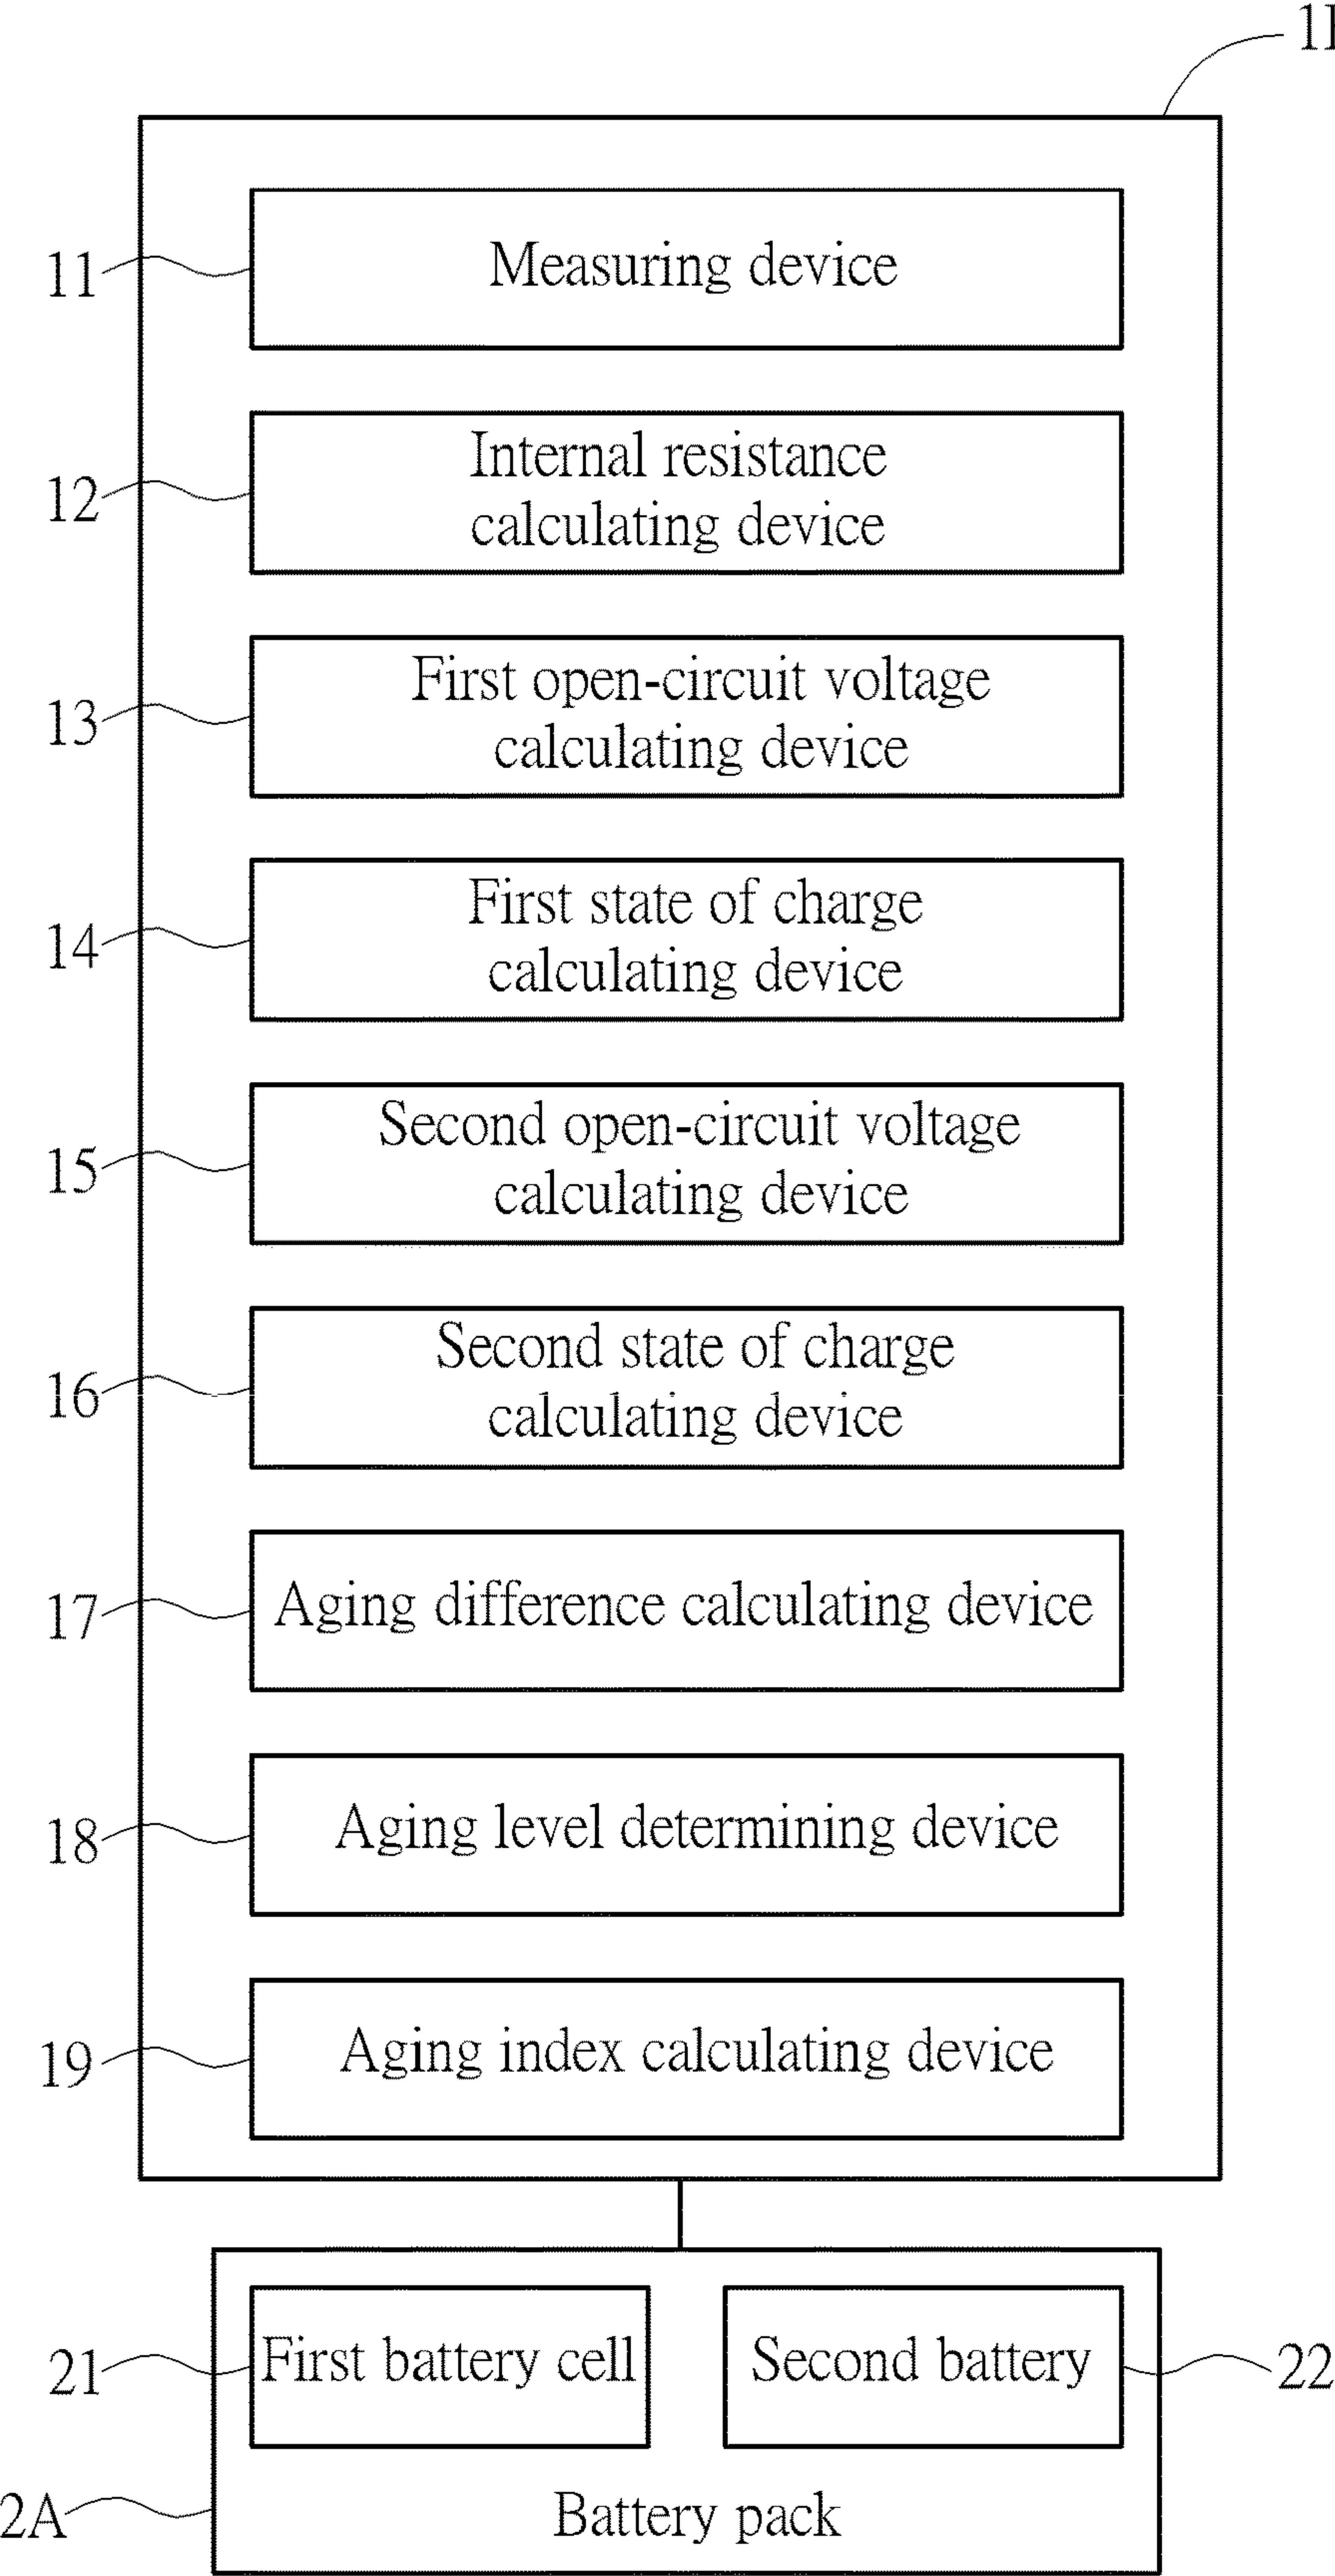 11
Measuring device
12
Internal resistance
calculating device
13
First open-circuit voltage
calculating device
14
First state of charge
calculating device
15
Second open-circuit voltage
calculating device
16
Second state of charge
calculating device
17
Aging difference calculating device
18
Aging level determining device
19
Aging index calculating device
21
First battery cell
Second battery
22
2A
Battery pack